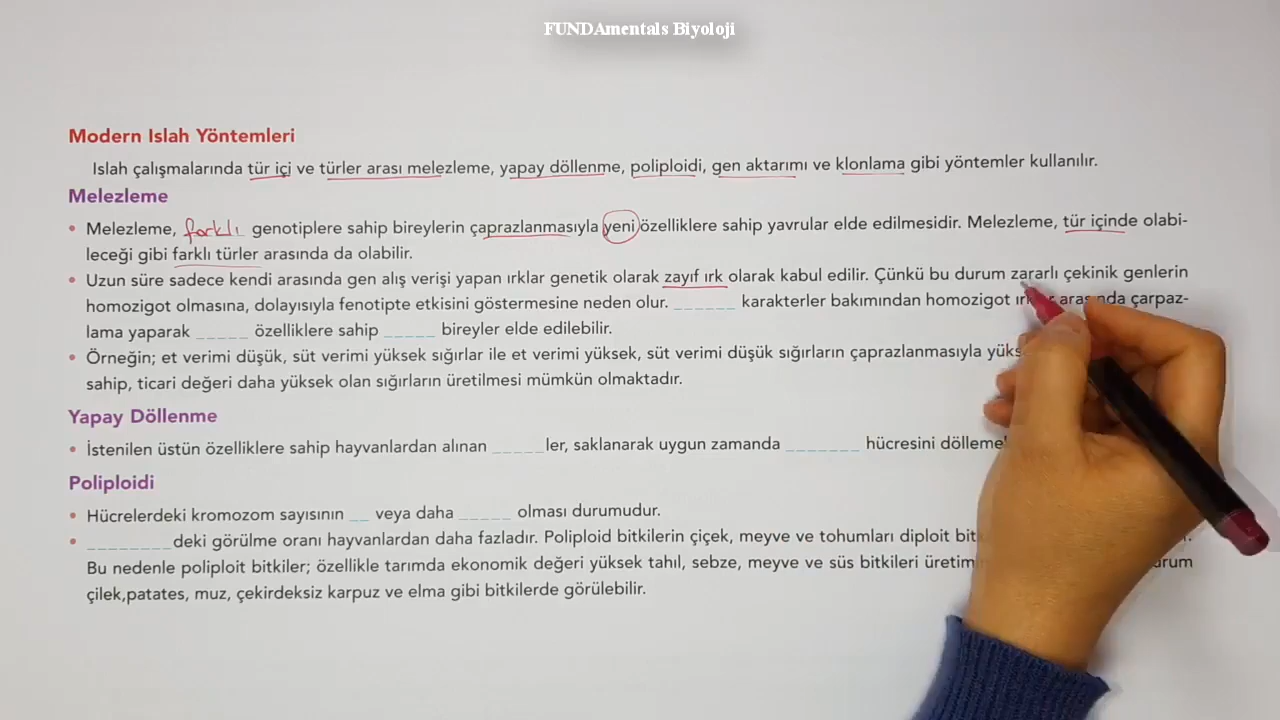 FUNDAmentals Biyoloji
Modern Islah Yöntemleri
Islah çalışmalarında tür içi ve türler arası melezleme, yapay döllenme, poliploidi, gen aktarımı ve klonlama gibi yöntemler kullanılır.
Melezleme
• Melezleme, farklı genotiplere sahip bireylerin çaprazlanmasıyla yeni özelliklere sahip yavrular elde edilmesidir. Melezleme, tür içinde olabi-
leceği gibi farklı türler arasında da olabilir.
• Uzun süre sadece kendi arasında gen alış verişi yapan ırklar genetik olarak zayıf ırk olarak kabul edilir. Çünkü bu durum zararlı çekinik genlerin
homozigot olmasına, dolayısıyla fenotipte etkisini göstermesine neden olur. ______ karakterler bakımından homozigot ırklar arasında çarpaz-
lama yaparak _____ özelliklere sahip _____ bireyler elde edilebilir.
• Örneğin; et verimi düşük, süt verimi yüksek sığırlar ile et verimi yüksek, süt verimi düşük sığırların çaprazlanmasıyla
sahip, ticari değeri daha yüksek olan sığırların üretilmesi mümkün olmaktadır.
Yapay Döllenme
• İstenilen üstün özelliklere sahip hayvanlardan alınan _____ler, saklanarak uygun zamanda _______ hücresini
Poliploidi
• Hücrelerdeki kromozom sayısının __ veya daha _____ olması durumudur.
• ________deki görülme oranı hayvanlardan daha fazladır. Poliploid bitkilerin çiçek, meyve ve tohumları diploit
Bu nedenle poliploit bitkiler; özellikle tarımda ekonomik değeri yüksek tahıl, sebze, meyve ve süs bitkileri
çilek,patates, muz, çekirdeksiz karpuz ve elma gibi bitkilerde görülebilir.